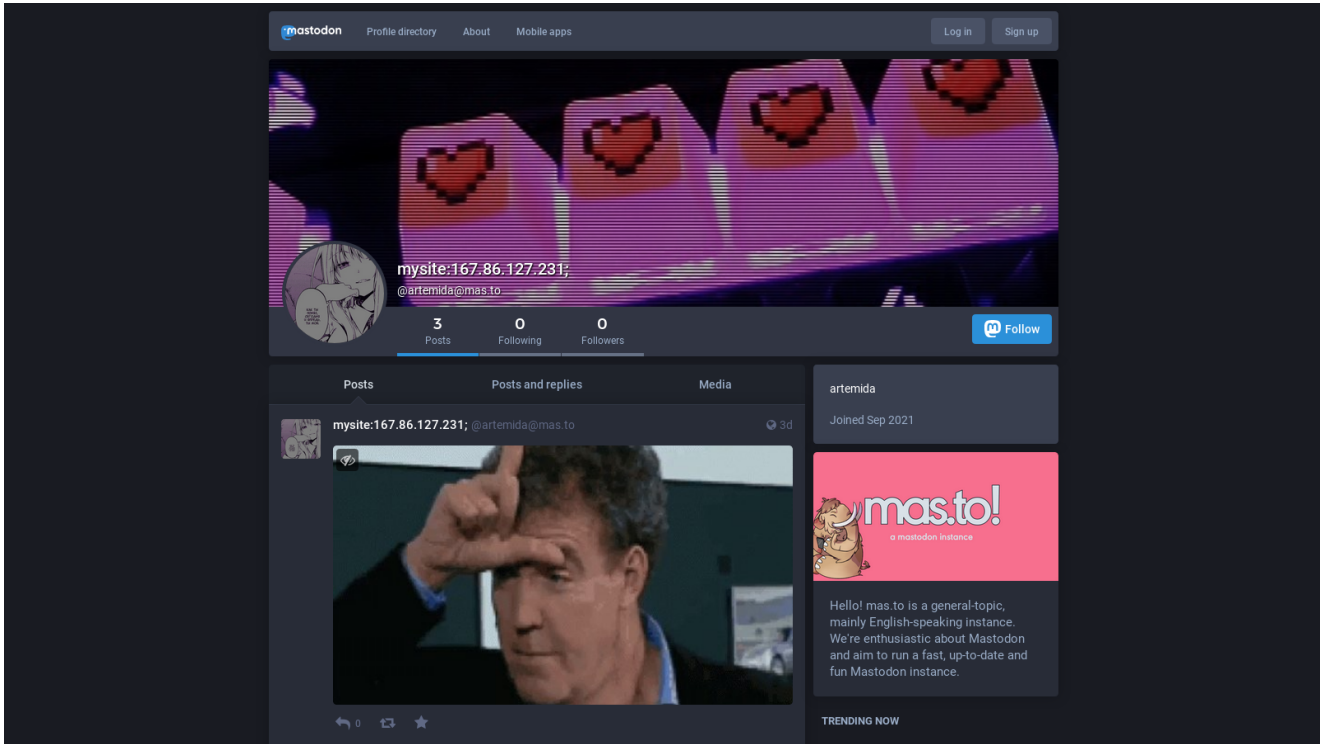 mastodon Profile directory About Mobile apps Log in Sign up
mysite:167.86.127.231;
@artemida@mas.to
3 0 0
Posts Following Followers
Follow
Posts Posts and replies Media
mysite:167.86.127.231; @artemida@mas.to 3d
0
artemida
Joined Sep 2021
mas.to!
a mastodon instance
Hello! mas.to is a general-topic,
mainly English-speaking instance.
We're enthusiastic about Mastodon
and aim to run a fast, up-to-date and
fun Mastodon instance.
TRENDING NOW